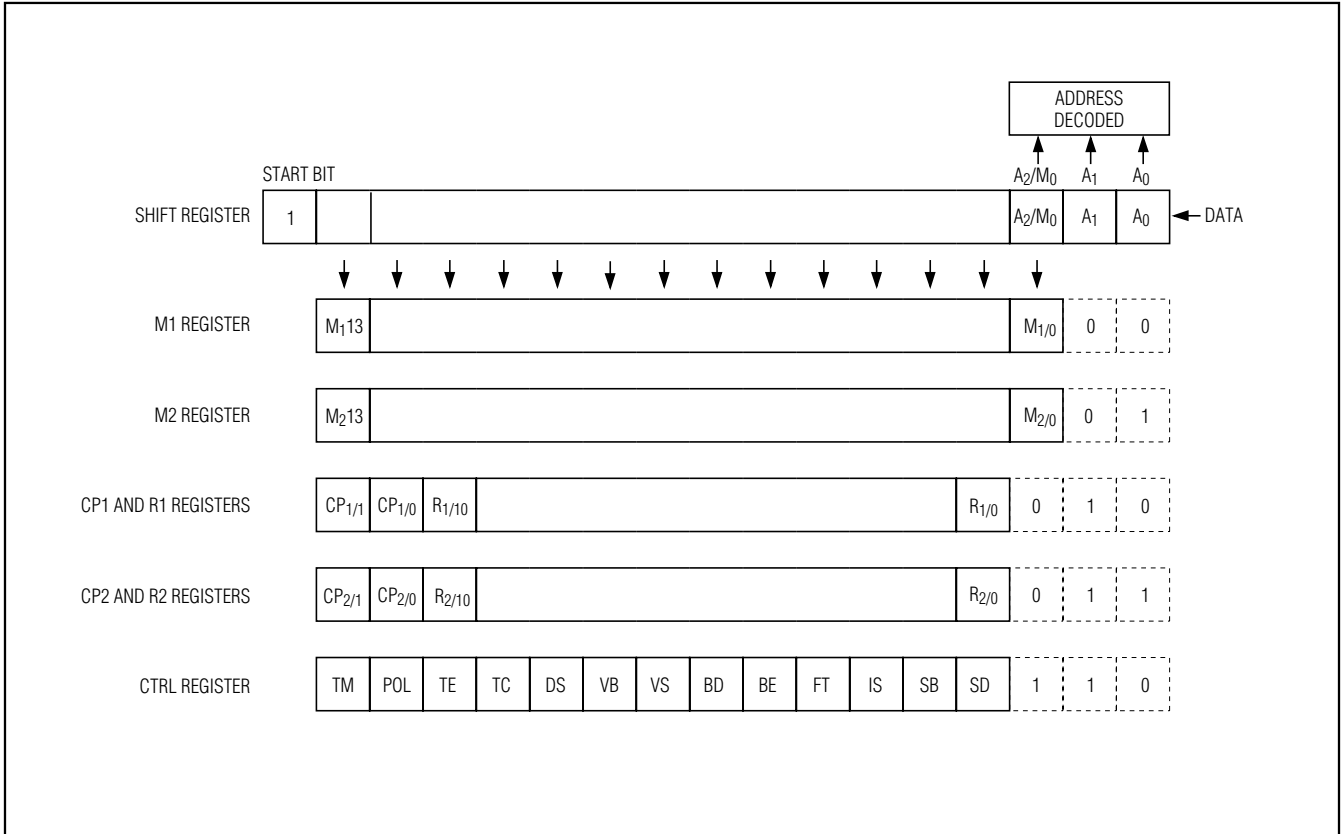 ADDRESS
DECODED
START BIT
A2/M0 A1 A0
SHIFT REGISTER 1 A2/M0 A1 A0 DATA
M1 REGISTER M113 M1/0 0 0
M2 REGISTER M213 M2/0 0 1
CP1 AND R1 REGISTERS CP1/1 CP1/0 R1/10 R1/0 0 1 0
CP2 AND R2 REGISTERS CP2/1 CP2/0 R2/10 R2/0 0 1 1
CTRL REGISTER TM POL TE TC DS VB VS BD BE FT IS SB SD 1 1 0